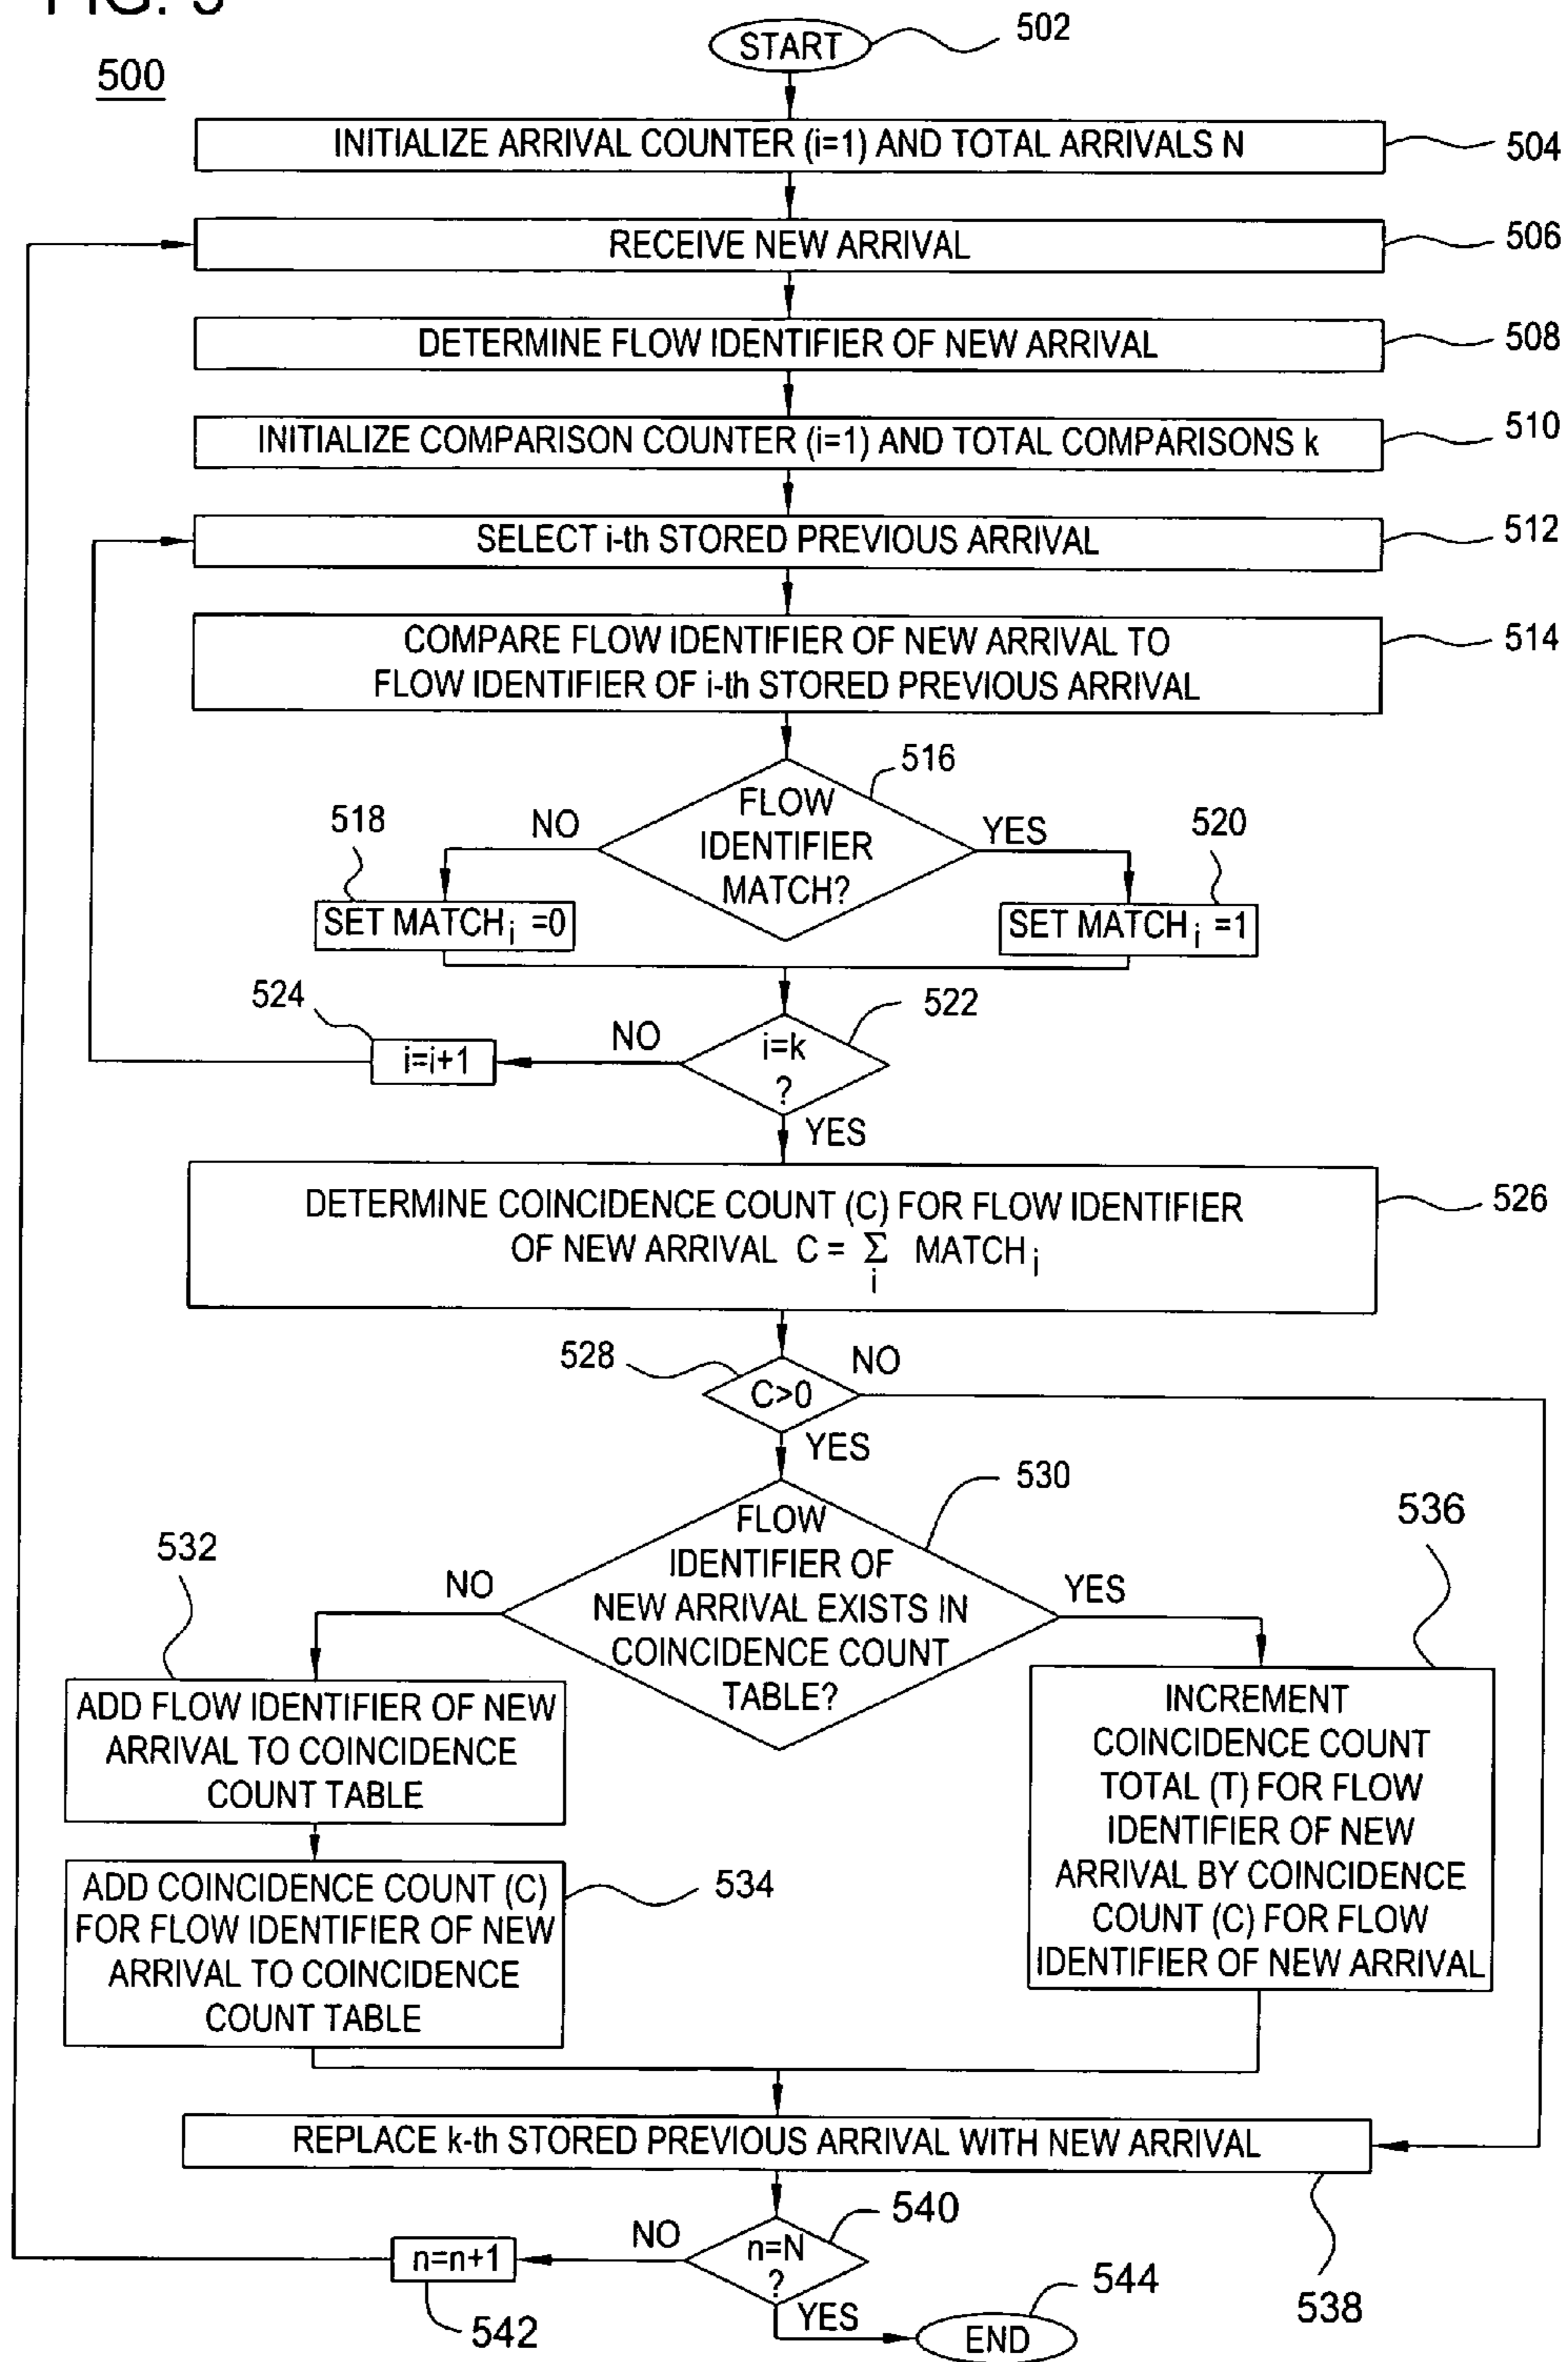 FIG. 5
500
START
502
INITIALIZE ARRIVAL COUNTER (i=1) AND TOTAL ARRIVALS N
504
RECEIVE NEW ARRIVAL
506
DETERMINE FLOW IDENTIFIER OF NEW ARRIVAL
508
INITIALIZE COMPARISON COUNTER (i=1) AND TOTAL COMPARISONS k
510
SELECT i-th STORED PREVIOUS ARRIVAL
512
COMPARE FLOW IDENTIFIER OF NEW ARRIVAL TO
FLOW IDENTIFIER OF i-th STORED PREVIOUS ARRIVAL
514
516
FLOW
IDENTIFIER
MATCH?
NO
YES
518
520
SET MATCH i =0
SET MATCH i =1
524
522
i=k
?
NO
i=i+1
YES
DETERMINE COINCIDENCE COUNT (C) FOR FLOW IDENTIFIER
OF NEW ARRIVAL C = Σ MATCH i
i
526
528
C>0
NO
YES
530
FLOW
IDENTIFIER OF
NEW ARRIVAL EXISTS IN
COINCIDENCE COUNT
TABLE?
NO
YES
532
536
ADD FLOW IDENTIFIER OF NEW
ARRIVAL TO COINCIDENCE
COUNT TABLE
ADD COINCIDENCE COUNT (C)
FOR FLOW IDENTIFIER OF NEW
ARRIVAL TO COINCIDENCE
COUNT TABLE
534
INCREMENT
COINCIDENCE COUNT
TOTAL (T) FOR FLOW
IDENTIFIER OF NEW
ARRIVAL BY COINCIDENCE
COUNT (C) FOR FLOW
IDENTIFIER OF NEW ARRIVAL
REPLACE k-th STORED PREVIOUS ARRIVAL WITH NEW ARRIVAL
538
540
n=N
?
NO
n=n+1
542
YES
END
544